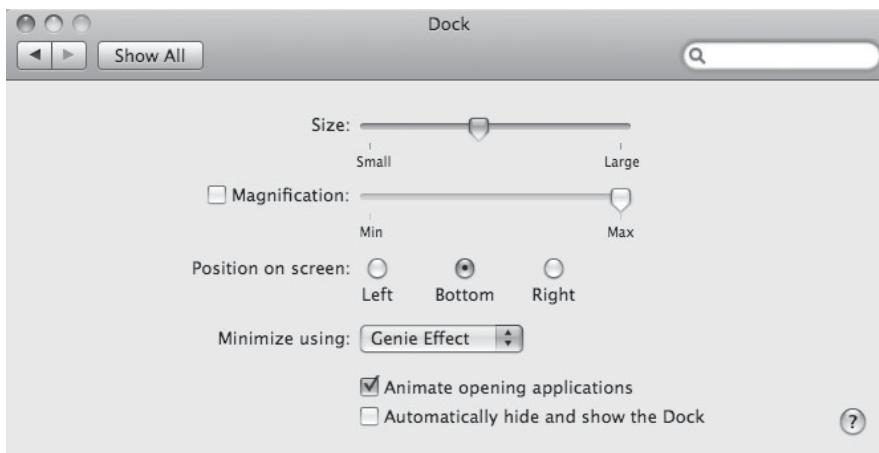 Dock
Show All
Size:
Small Large
Magnification:
Min Max
Position on screen:
Left Bottom Right
Minimize using: Genie Effect
Animate opening applications
Automatically hide and show the Dock
?